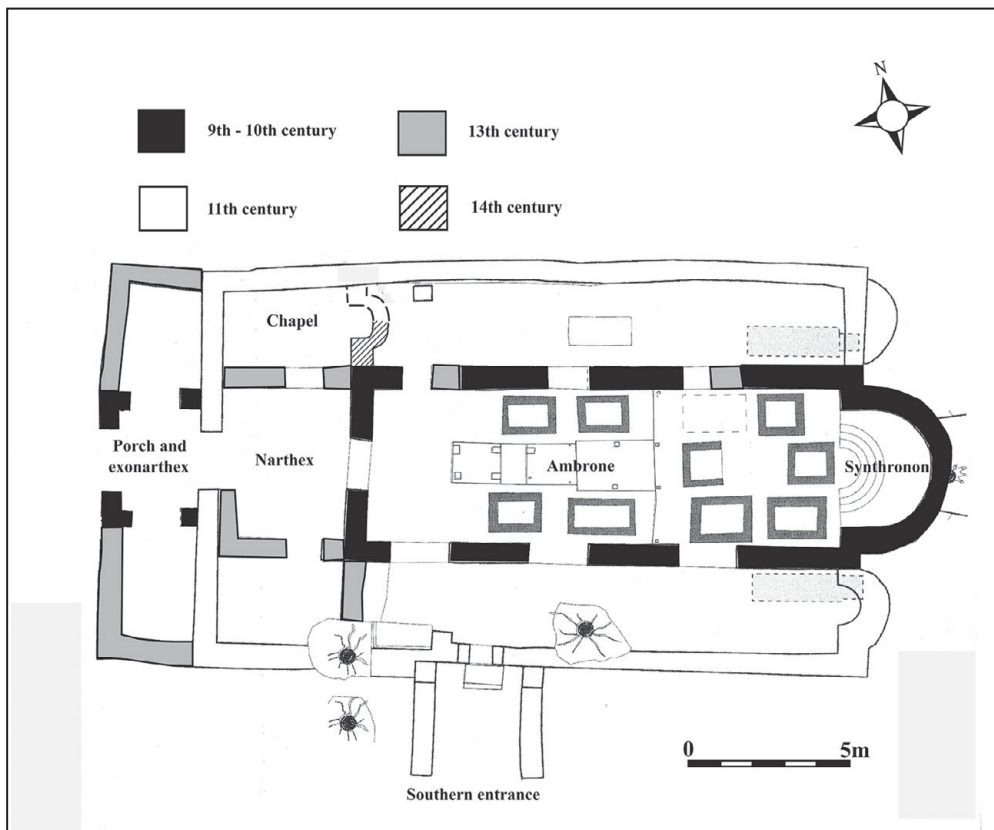 N
9th - 10th century
13th century
11th century
14th century
Chapel
Porch and
exonarthex
Narthex
Ambrone
Synthronon
0 5m
Southern entrance